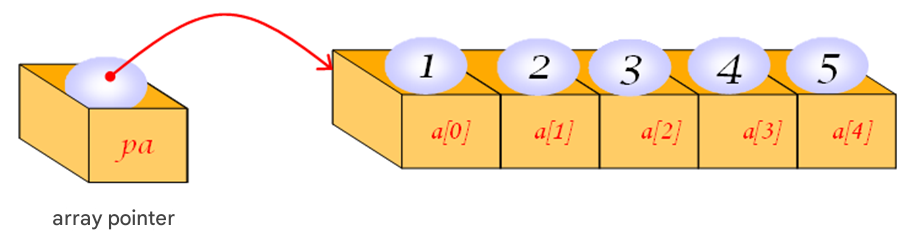 1 2 3 4 5
pa a[0] a[1] a[2] a[3] a[4]
array pointer